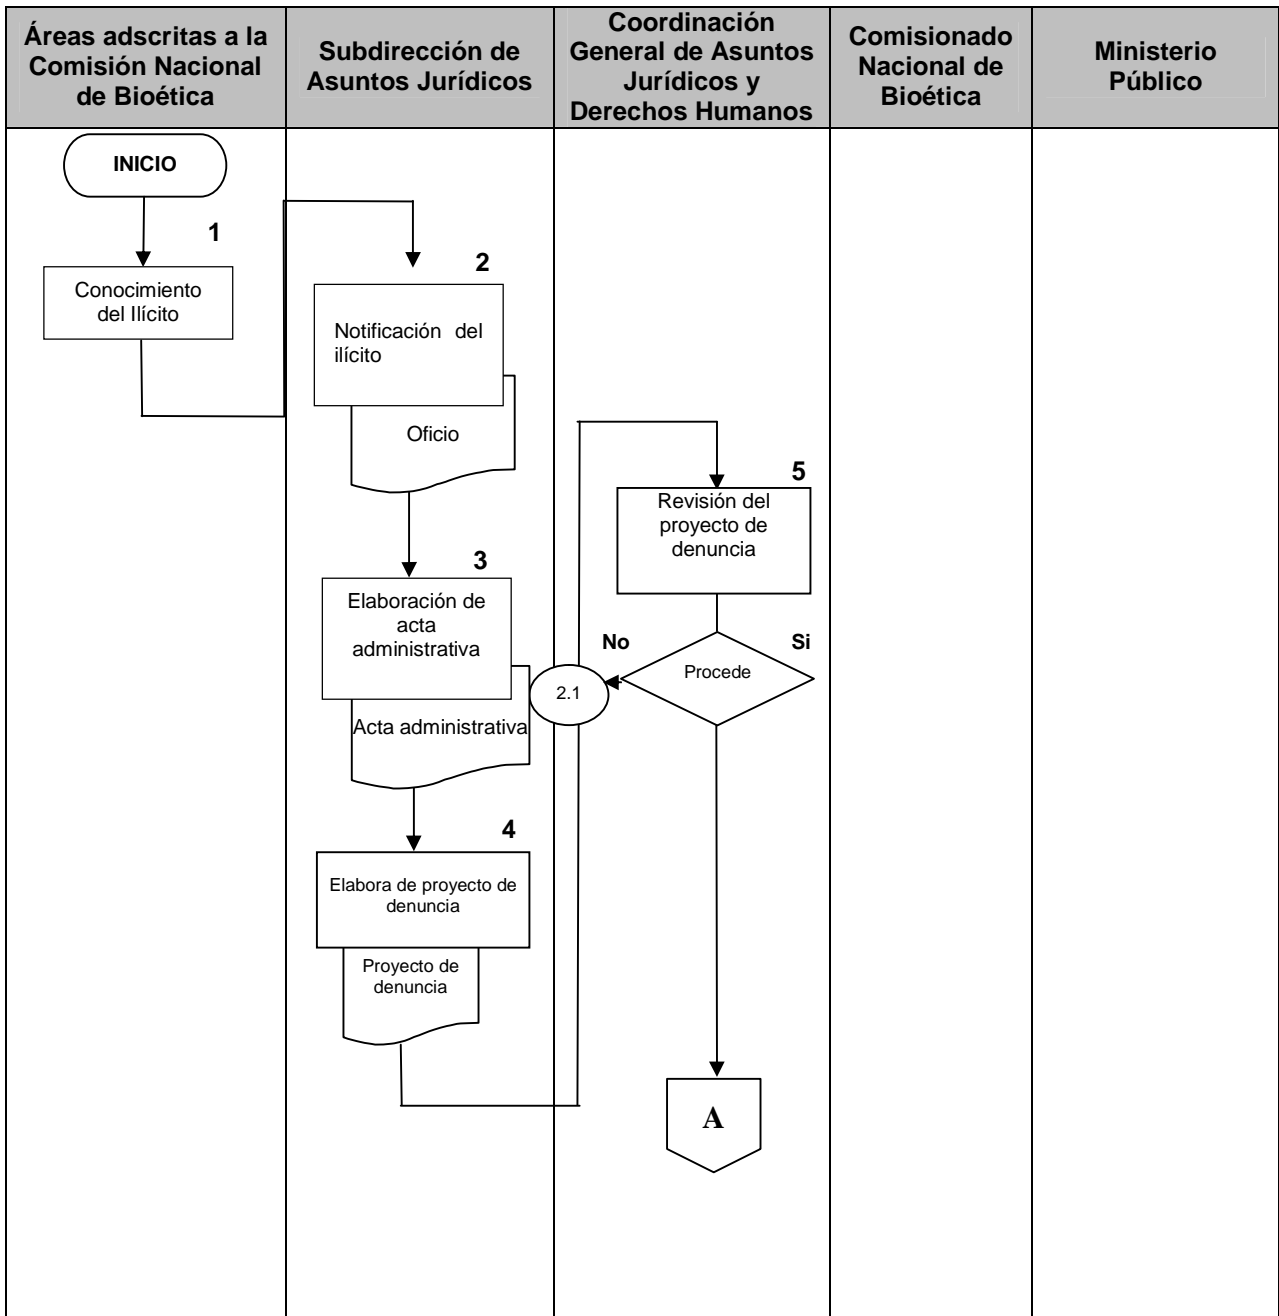 Áreas adscritas a la
Comisión Nacional
de Bioética
Subdirección de
Asuntos Jurídicos
Coordinación
General de Asuntos
Jurídicos y
Derechos Humanos
Comisionado
Nacional de
Bioética
Ministerio
Público
INICIO
1
Conocimiento
del Ilícito
2
Notificación del
ilícito
Oficio
3
Elaboración de
acta
administrativa
Acta administrativa
4
Elabora de proyecto de
denuncia
Proyecto de
denuncia
5
Revisión del
proyecto de
denuncia
No
Si
Procede
2.1
A